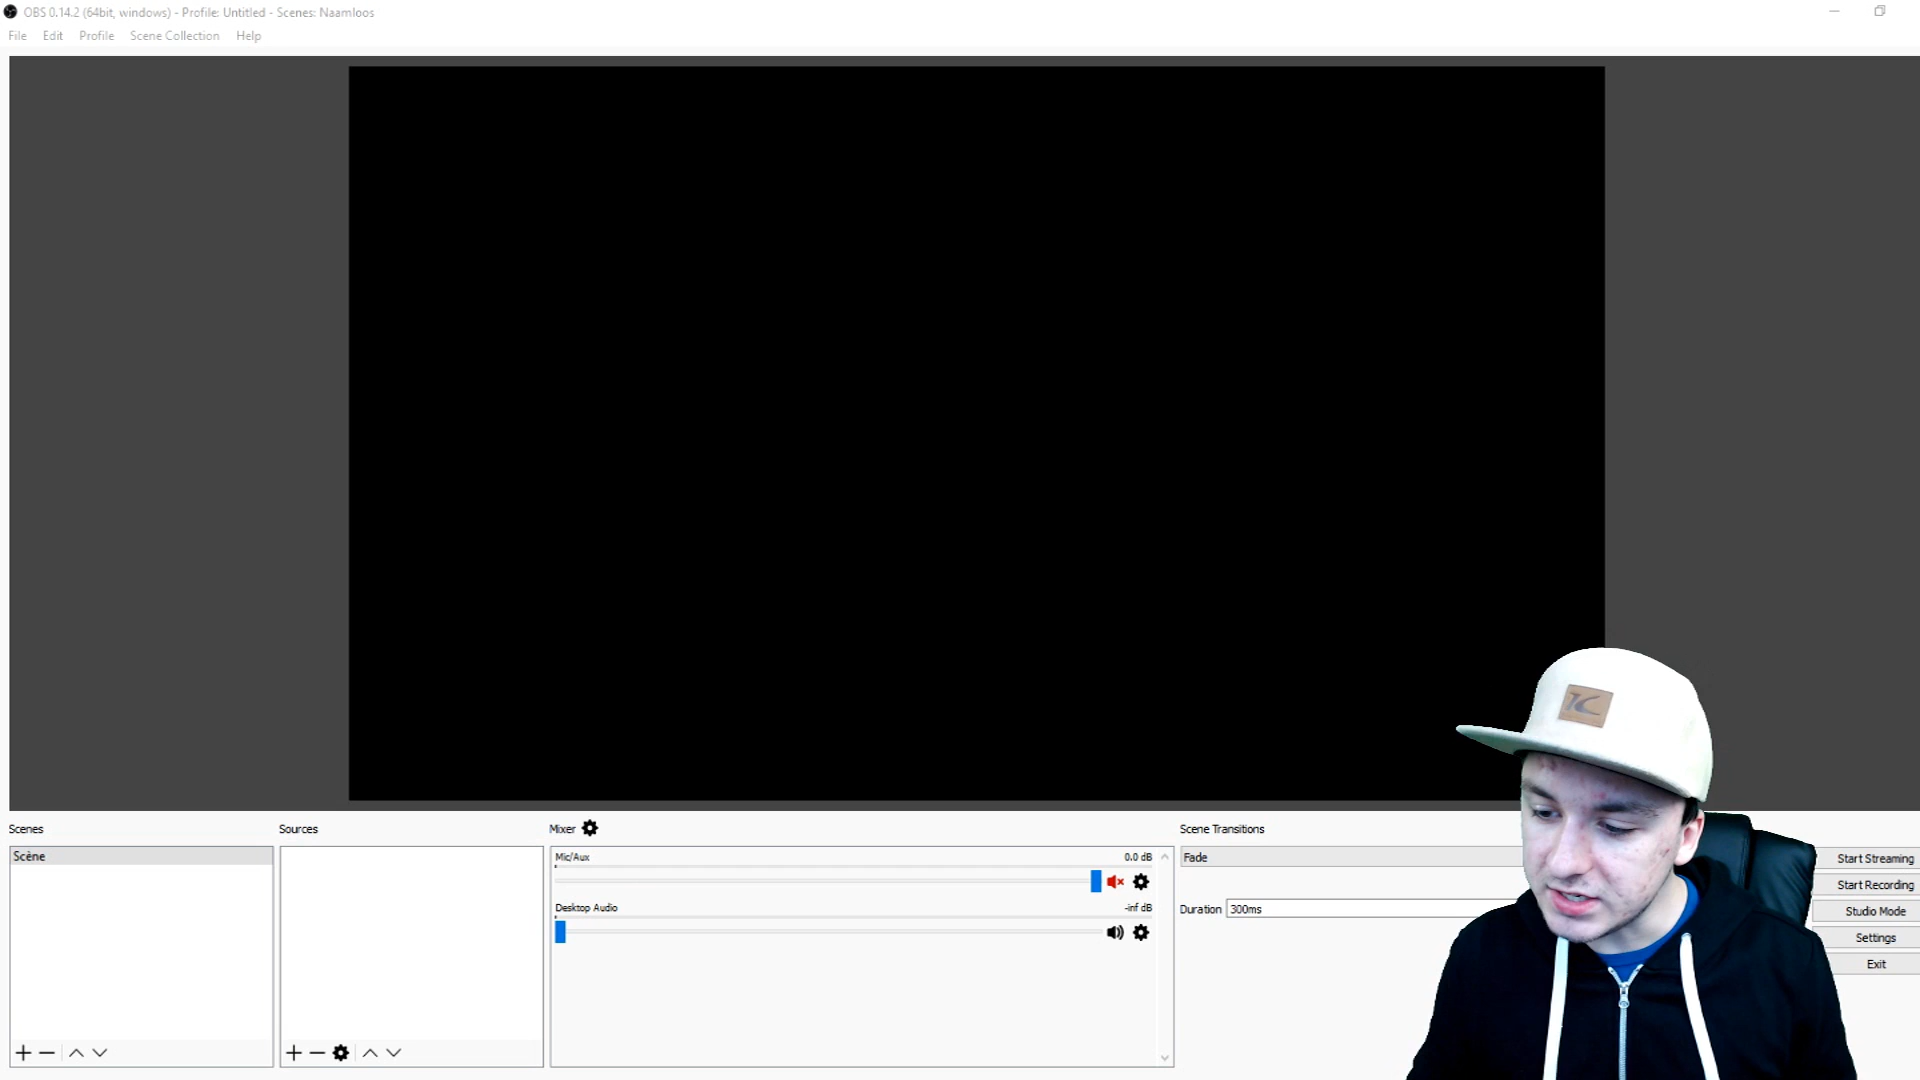 OBS 0.14.2 (64bit, windows) - Profile: Untitled - Scenes: Naamloos
File Edit Profile Scene Collection Help
Scenes
Scène
Sources
Mixer
Mic/Aux 0.0 dB
Desktop Audio -inf dB
Scene Transitions
Fade
Duration 300ms
Start Streaming
Start Recording
Studio Mode
Settings
Exit